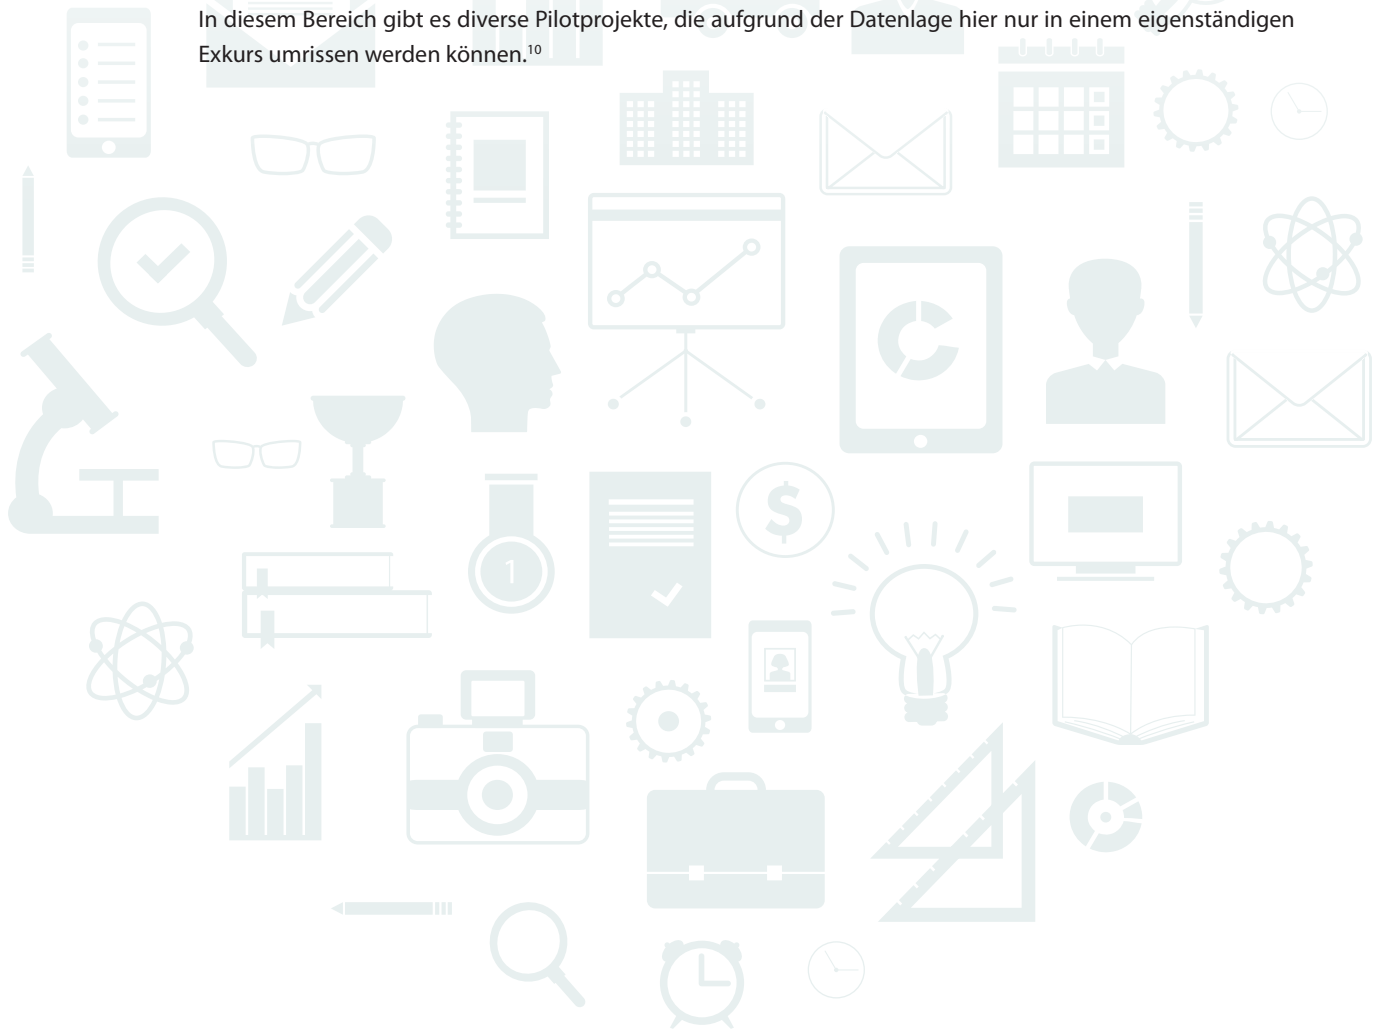 In diesem Bereich gibt es diverse Pilotprojekte, die aufgrund der Datenlage hier nur in einem eigenständigen
Exkurs umrissen werden können.¹⁰
$
1